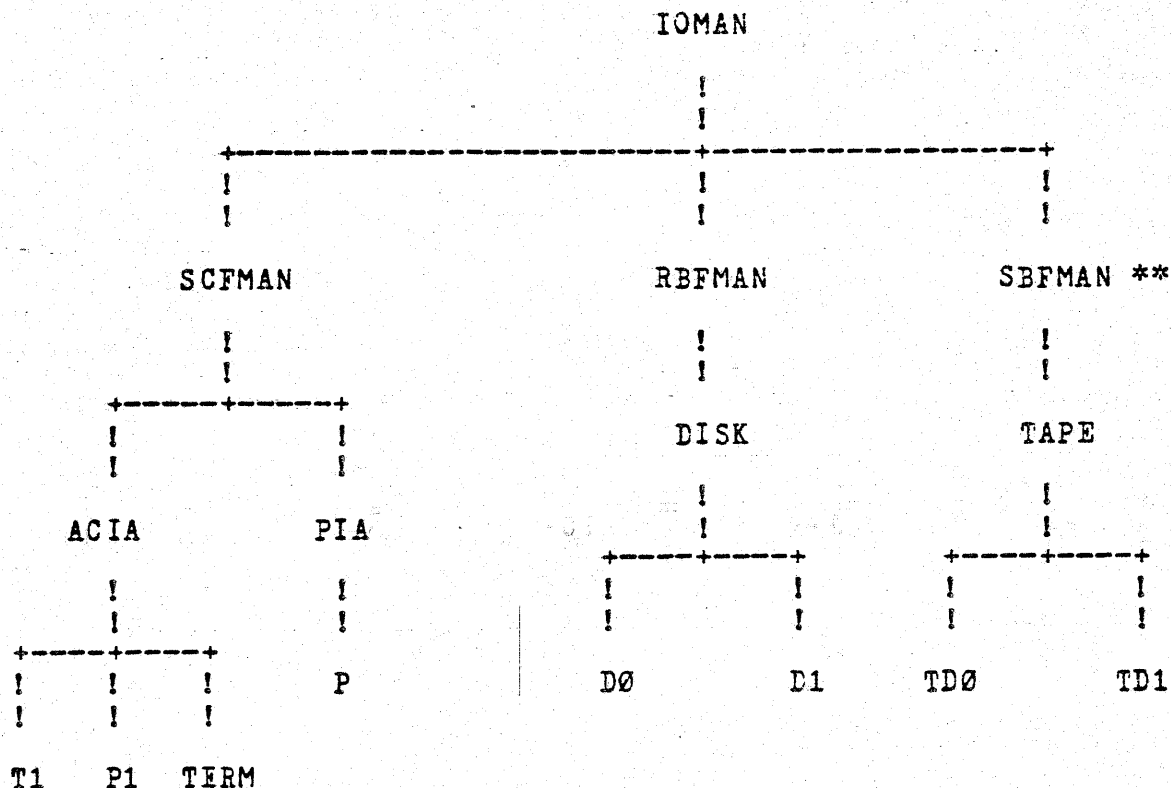 IOMAN
SCFMAN RBFMAN SBFMAN **
DISK TAPE
ACIA PIA
P DØ D1 TDØ TD1
T1 P1 TERM